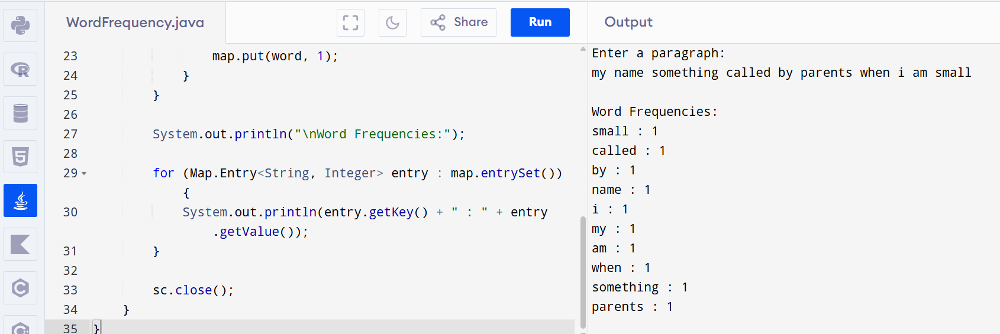 WordFrequency.java
Share
Run
23 map.put(word, 1);
24 }
25 }
26
27 System.out.println("\nWord Frequencies:");
28
29 for (Map.Entry<String, Integer> entry : map.entrySet())
{
30 System.out.println(entry.getKey() + " : " + entry
.getValue());
31 }
32
33 sc.close();
34 }
35 }
Output
Enter a paragraph:
my name something called by parents when i am small
Word Frequencies:
small : 1
called : 1
by : 1
name : 1
i : 1
my : 1
am : 1
when : 1
something : 1
parents : 1